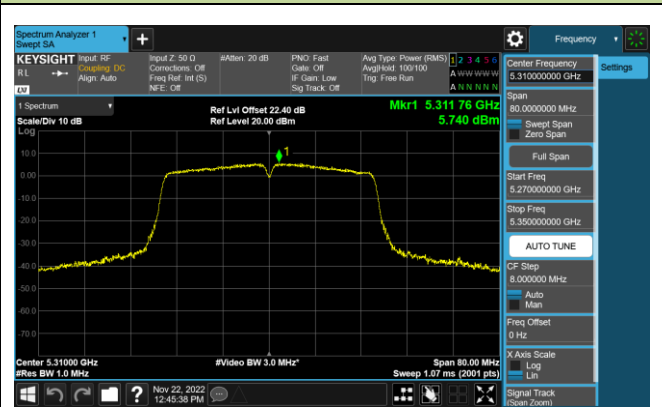 Spectrum Analyzer 1
Swept SA
Frequency
KEYSIGHT
RL
LXI
Input: RF
Coupling: DC
Align: Auto
Input Z: 50 Ω
Corrections: Off
Freq Ref: Int (S)
NFE: Off
#Atten: 20 dB
PNO: Fast
Gate: Off
IF Gain: Low
Sig Track: Off
Avg Type: Power (RMS)
Avg|Hold: 100/100
Trig: Free Run
1 2 3 4 5 6
A W W W W W
A N N N N N
Center Frequency
5.310000000 GHz
Settings
Span
80.0000000 MHz
Swept Span
Zero Span
Full Span
Start Freq
5.270000000 GHz
Stop Freq
5.350000000 GHz
AUTO TUNE
CF Step
8.000000 MHz
Auto
Man
Freq Offset
0 Hz
X Axis Scale
Log
Lin
Signal Track
(Span Zoom)
1 Spectrum
Scale/Div 10 dB
Ref Lvl Offset 22.40 dB
Ref Level 20.00 dBm
Mkr1 5.311 76 GHz
5.740 dBm
Log
10.0
0.00
-10.0
-20.0
-30.0
-40.0
-50.0
-60.0
-70.0
1
Center 5.31000 GHz
#Res BW 1.0 MHz
#Video BW 3.0 MHz*
Span 80.00 MHz
Sweep 1.07 ms (2001 pts)
?
Nov 22, 2022
12:45:38 PM